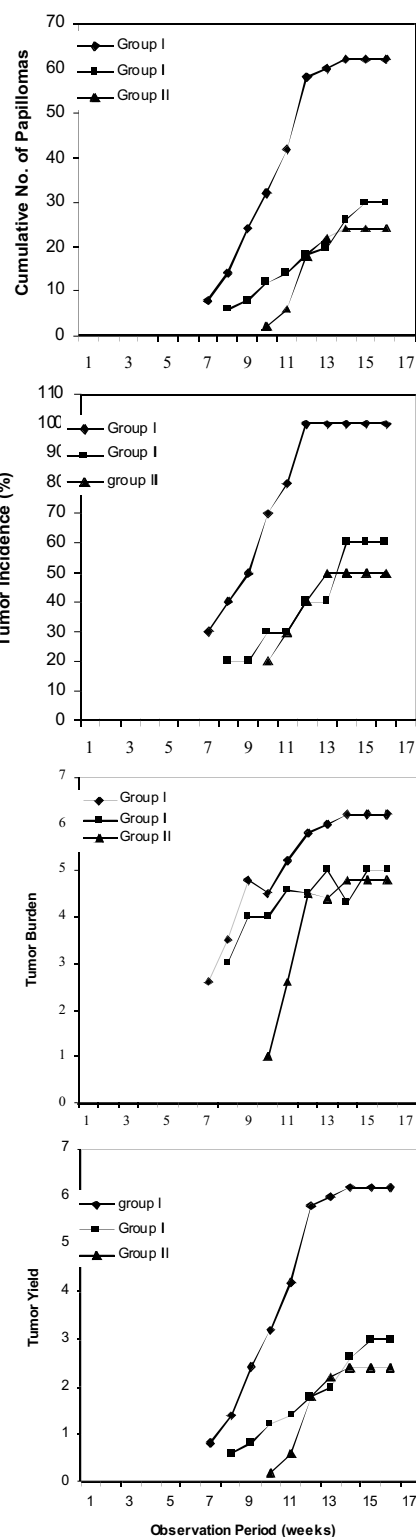 70
60
50
40
30
20
10
0
Cumulative No. of Papillomas
Group I
Group I
Group II
1 3 5 7 9 11 13 15 17
110
100
90
80
70
60
50
40
30
20
10
0
Tumor Incidence (%)
Group I
Group I
group II
1 3 5 7 9 11 13 15 17
7
6
5
4
3
2
1
0
Tumor Burden
Group I
Group I
Group II
1 3 5 7 9 11 13 15 17
7
6
5
4
3
2
1
0
Tumor Yield
group I
Group I
Group II
1 3 5 7 9 11 13 15 17
Observation Period (weeks)